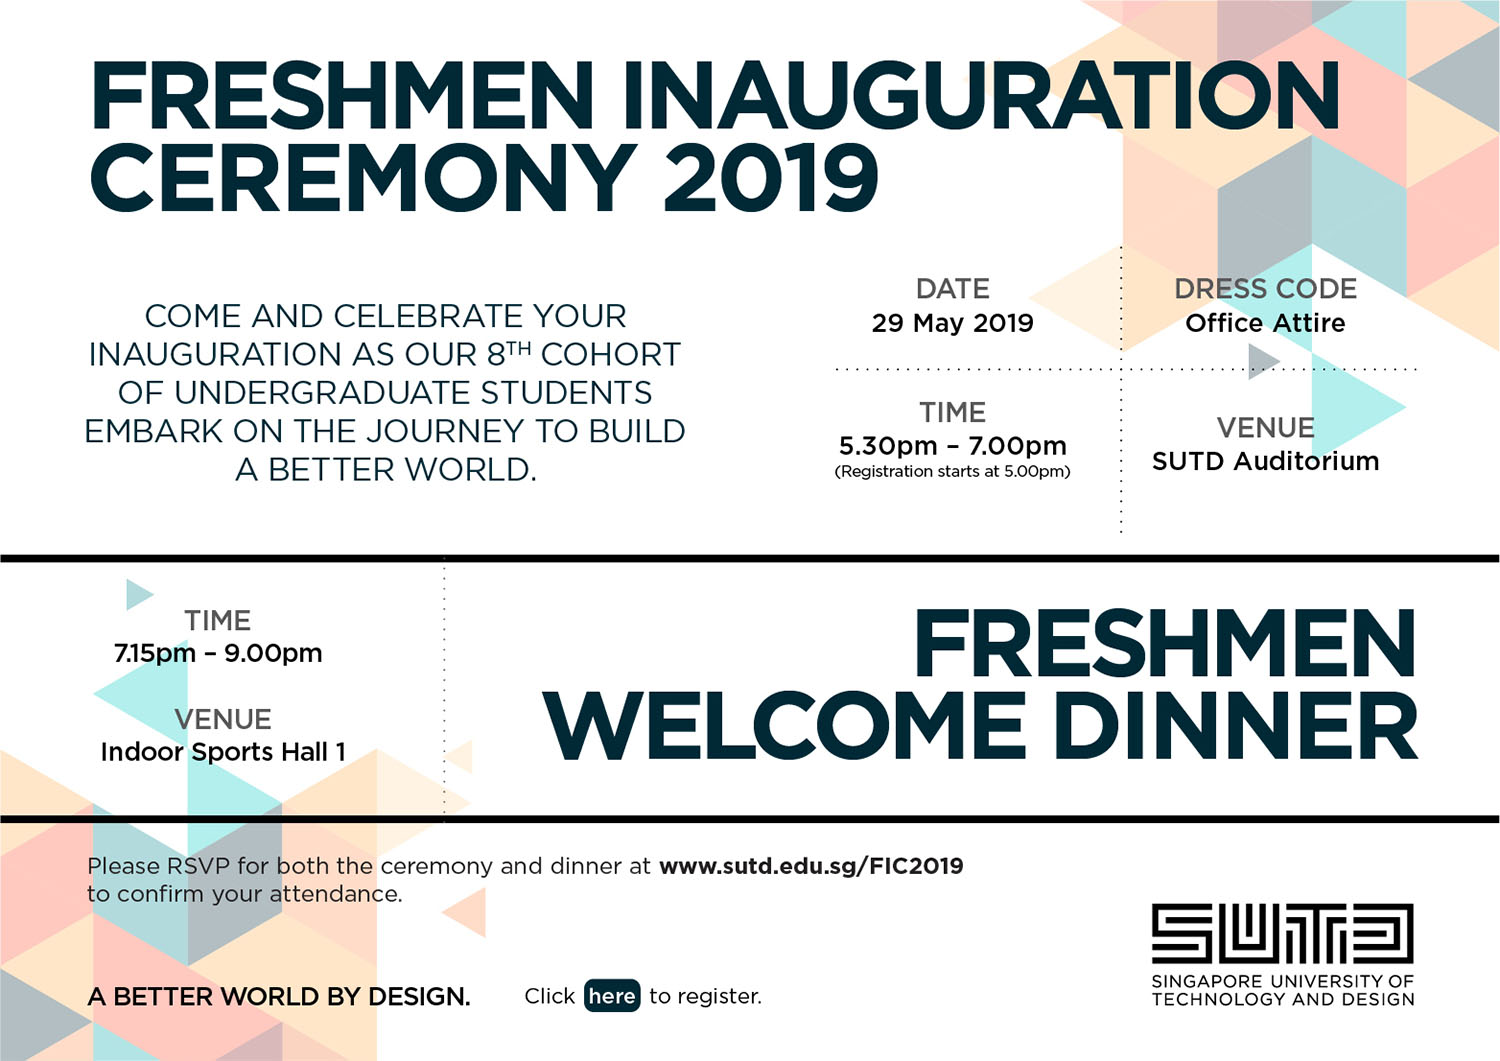 FRESHMEN INAUGURATION
CEREMONY 2019
COME AND CELEBRATE YOUR
INAUGURATION AS OUR 8TH COHORT
OF UNDERGRADUATE STUDENTS
EMBARK ON THE JOURNEY TO BUILD
A BETTER WORLD.
DATE
29 May 2019
DRESS CODE
Office Attire
TIME
5.30pm – 7.00pm
(Registration starts at 5.00pm)
VENUE
SUTD Auditorium
TIME
7.15pm – 9.00pm
VENUE
Indoor Sports Hall 1
FRESHMEN
WELCOME DINNER
Please RSVP for both the ceremony and dinner at www.sutd.edu.sg/FIC2019
to confirm your attendance.
A BETTER WORLD BY DESIGN.
Click here to register.
SUTD
SINGAPORE UNIVERSITY OF
TECHNOLOGY AND DESIGN